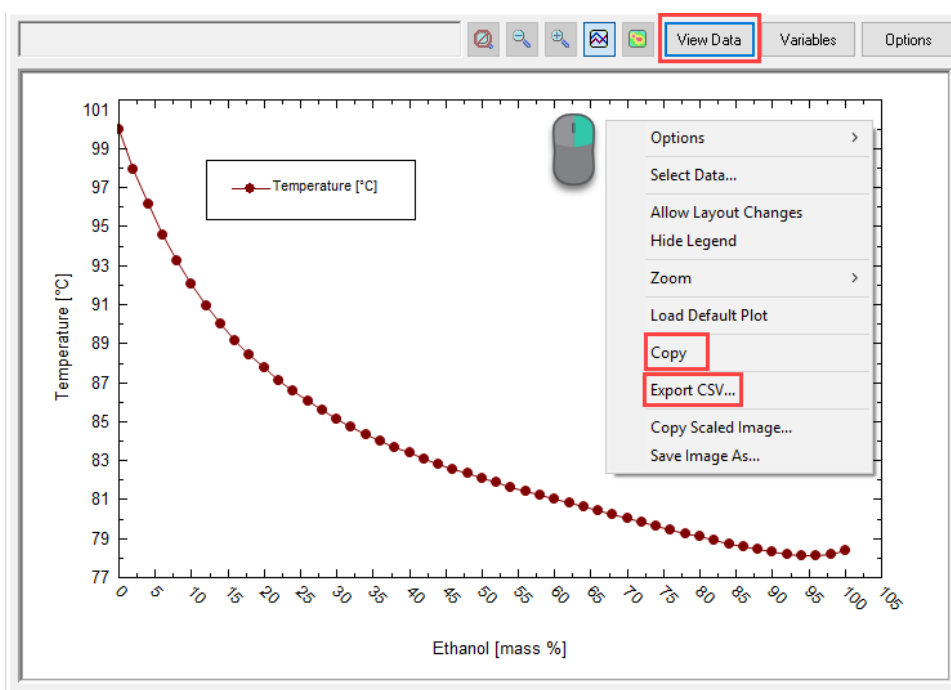 View Data
Variables
Options
101
99
97
95
93
91
89
87
85
83
81
79
77
Temperature [°C]
Temperature [°C]
Options
Select Data...
Allow Layout Changes
Hide Legend
Zoom
Load Default Plot
Copy
Export CSV...
Copy Scaled Image...
Save Image As...
0 5 10 15 20 25 30 35 40 45 50 55 60 65 70 75 80 85 90 95 100 105
Ethanol [mass %]